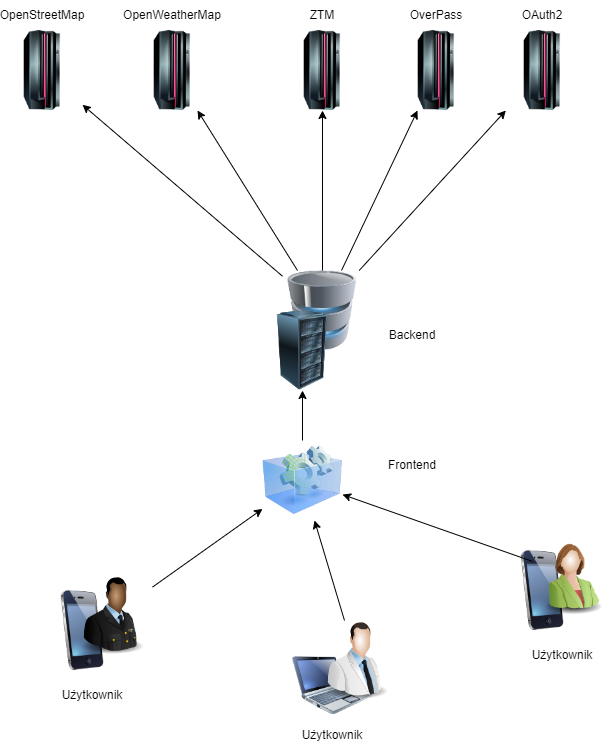 OpenStreetMap
OpenWeatherMap
ZTM
OverPass
OAuth2
Backend
Frontend
Użytkownik
Użytkownik
Użytkownik